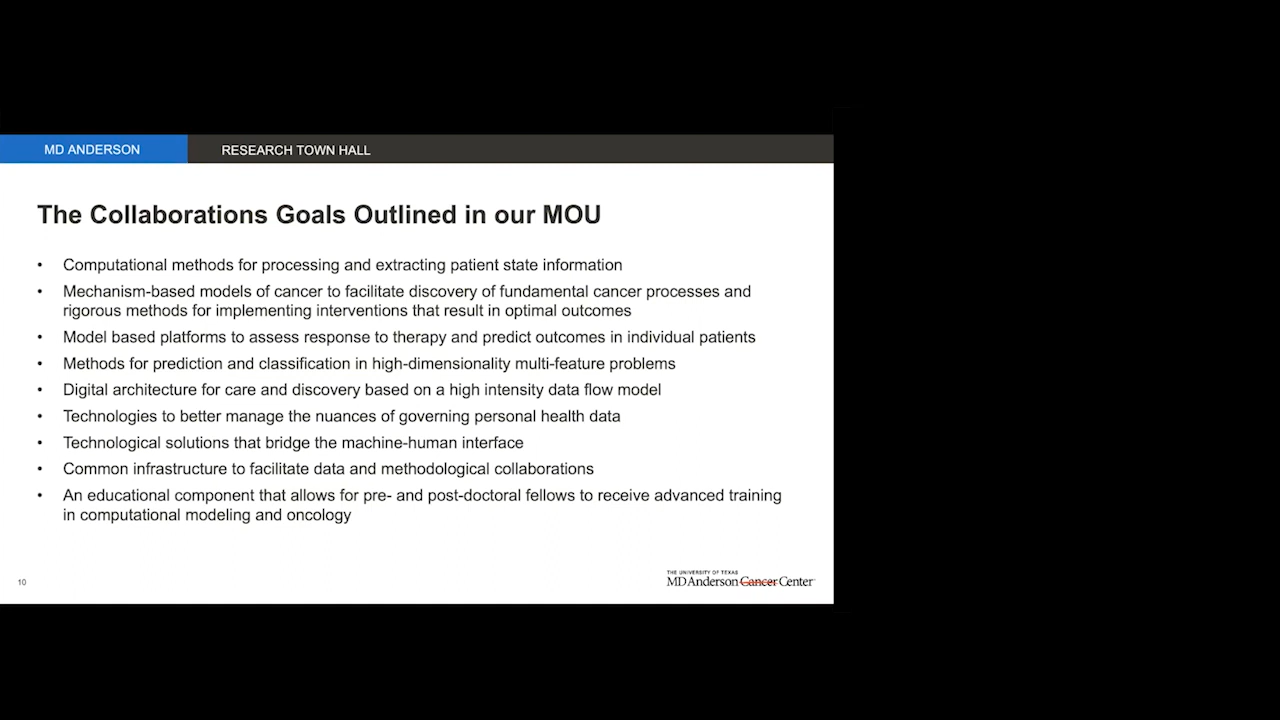 MD ANDERSON
RESEARCH TOWN HALL
The Collaborations Goals Outlined in our MOU
• Computational methods for processing and extracting patient state information
• Mechanism-based models of cancer to facilitate discovery of fundamental cancer processes and
rigorous methods for implementing interventions that result in optimal outcomes
• Model based platforms to assess response to therapy and predict outcomes in individual patients
• Methods for prediction and classification in high-dimensionality multi-feature problems
• Digital architecture for care and discovery based on a high intensity data flow model
• Technologies to better manage the nuances of governing personal health data
• Technological solutions that bridge the machine-human interface
• Common infrastructure to facilitate data and methodological collaborations
• An educational component that allows for pre- and post-doctoral fellows to receive advanced training
in computational modeling and oncology
10
THE UNIVERSITY OF TEXAS
MD Anderson Cancer Center